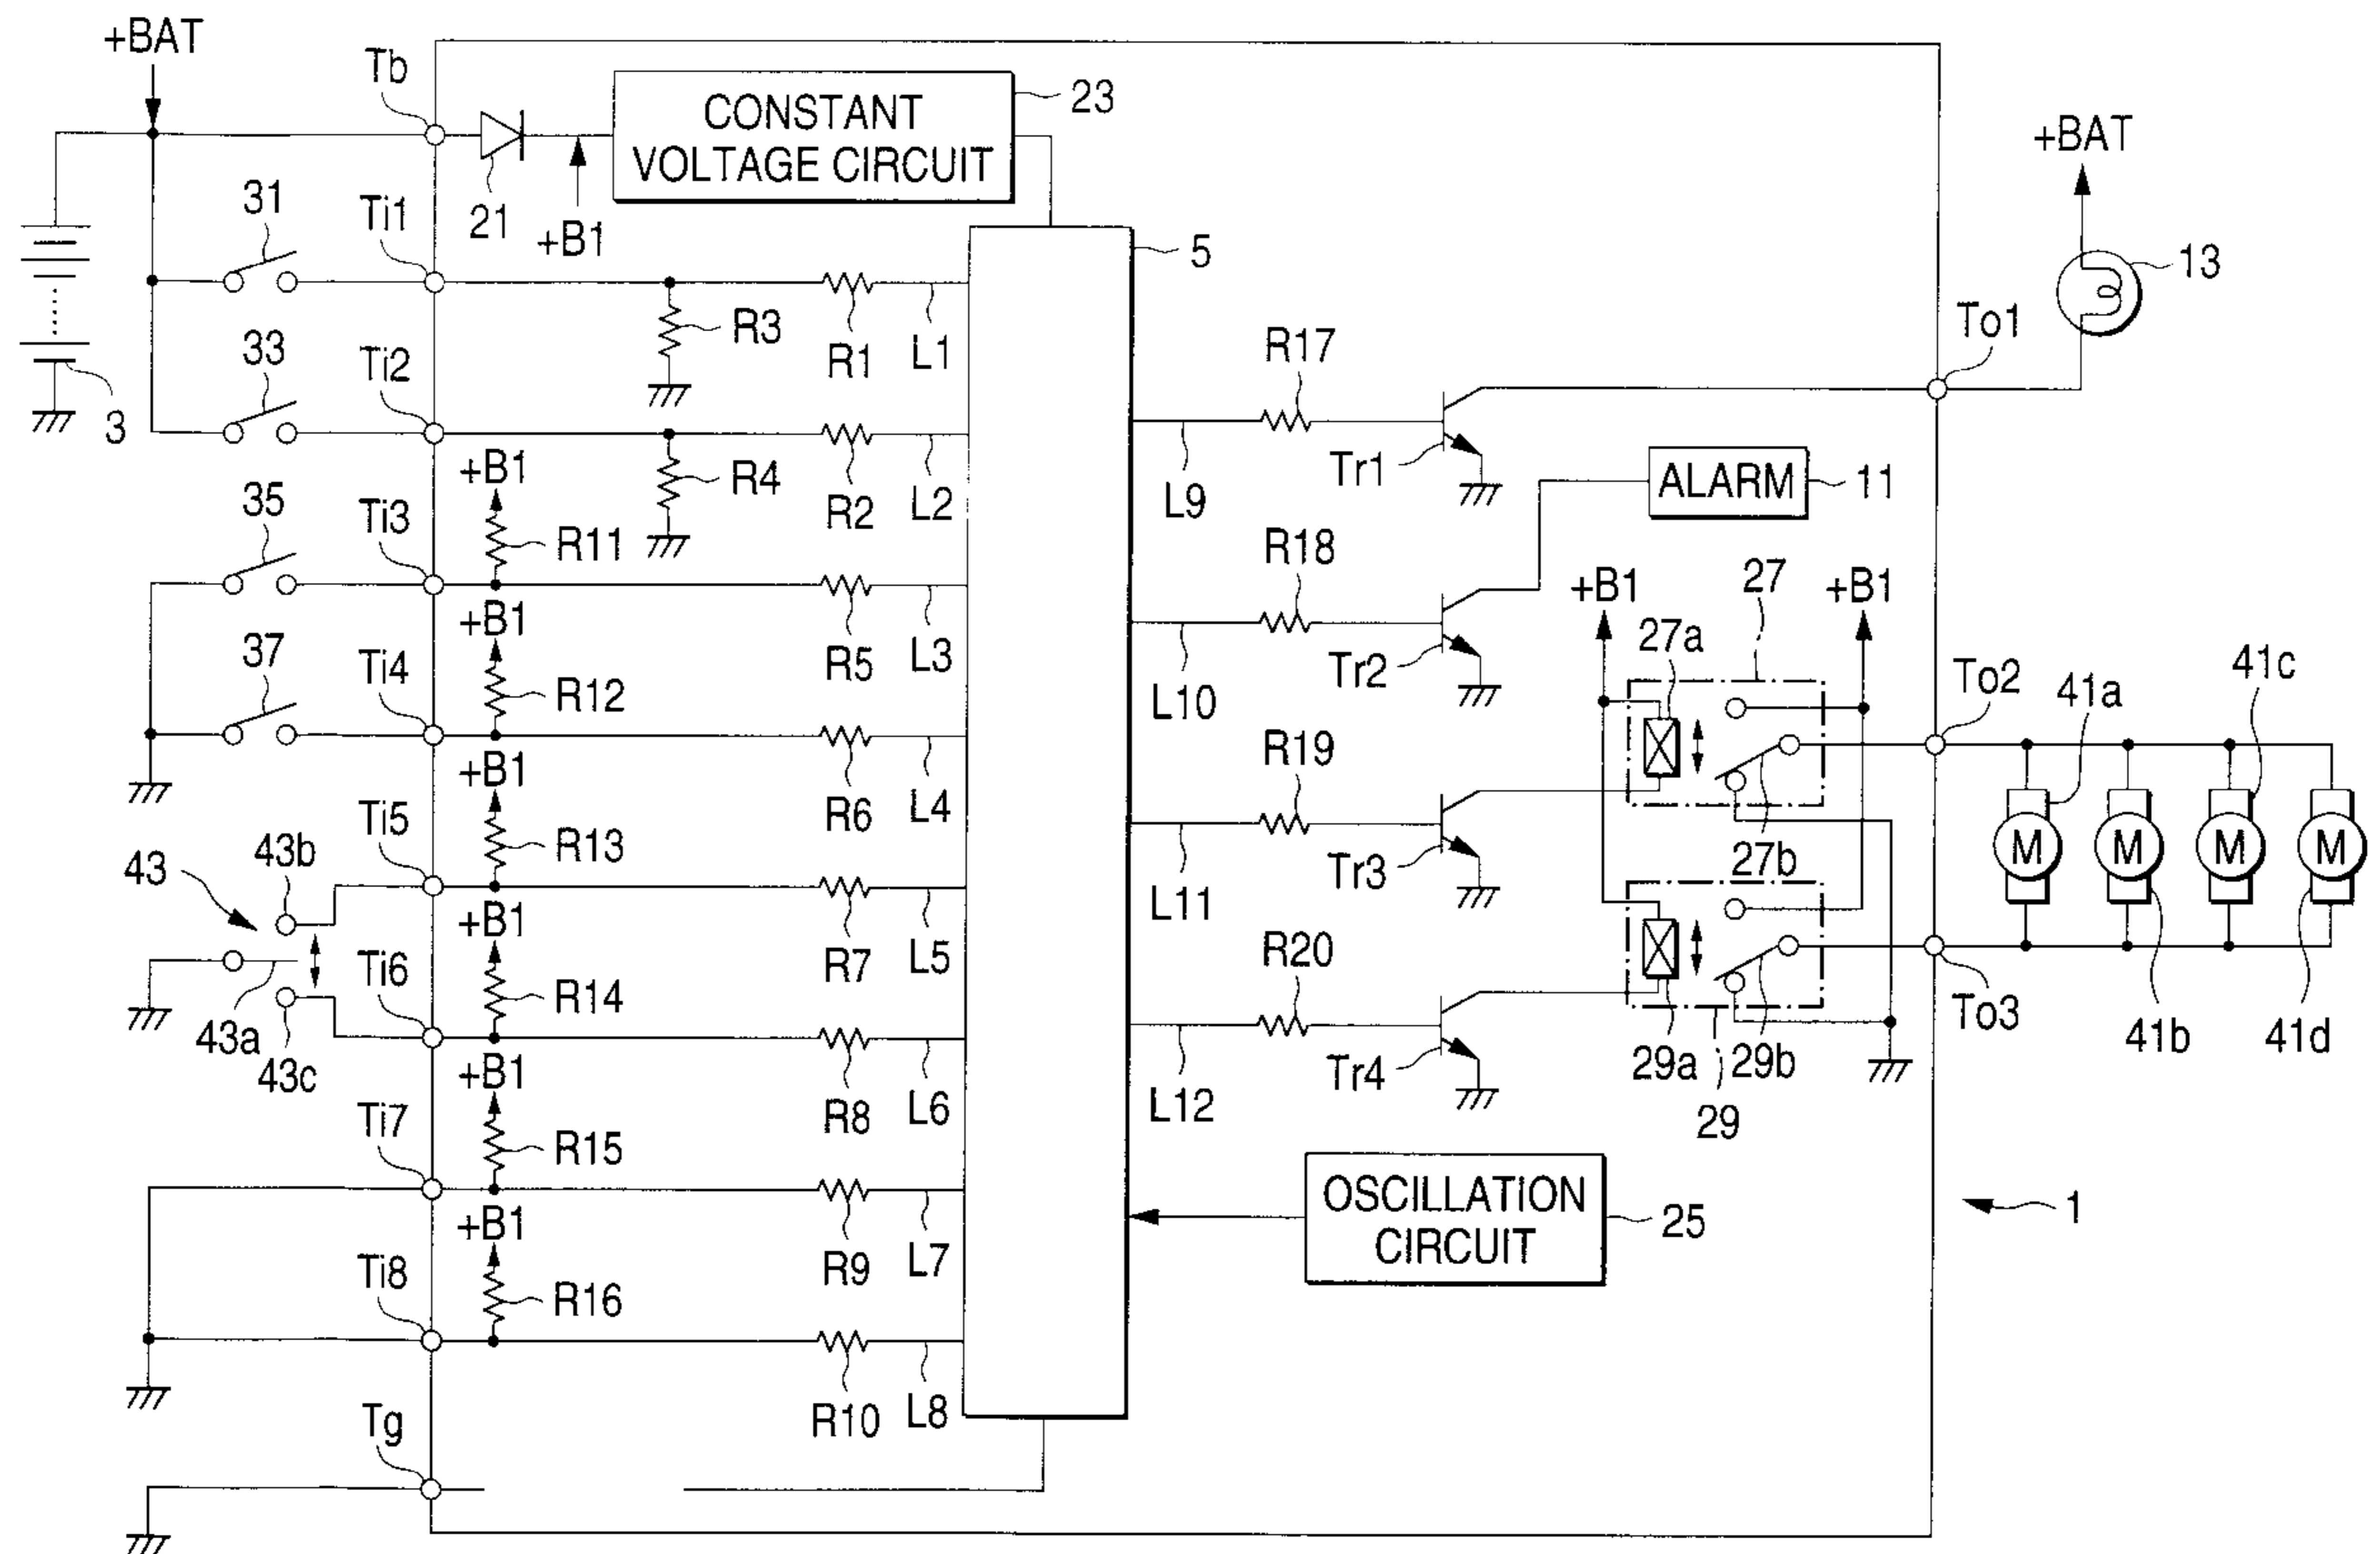 +BAT
Tb
CONSTANT
VOLTAGE CIRCUIT
23
+BAT
31
Ti1
21
+B1
5
13
R3
R1
L1
To1
33
Ti2
R17
3
+B1
R4
R2
L2
Tr1
ALARM
11
35
Ti3
R11
L9
R18
+B1
27
+B1
+B1
37
Ti4
R12
R5
L3
Tr2
27a
To2
41a
41c
L10
+B1
R19
Ti5
R13
R6
L4
M
M
M
M
43
43b
Tr3
27b
+B1
L11
R20
Ti6
R14
R7
L5
43a
43c
To3
41b
41d
+B1
Tr4
29a
29b
R8
L6
L12
29
Ti7
R15
+B1
OSCILLATION
CIRCUIT
25
1
R9
L7
Ti8
R16
R10
L8
Tg